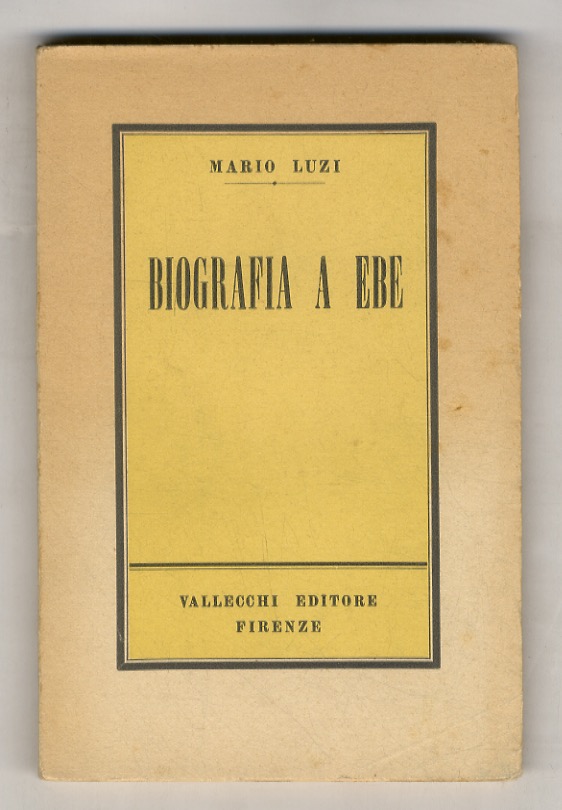 MARIO LUZI
BIOGRAFIA A EBE
VALLECCHI EDITORE
FIRENZE